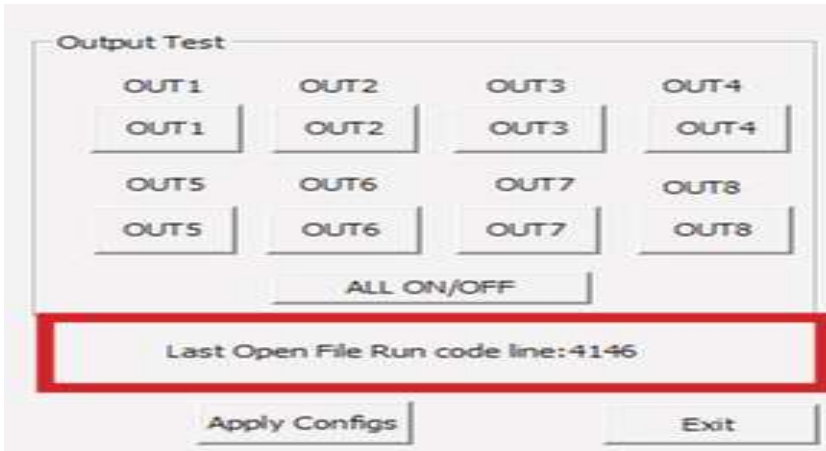 Output Test
OUT1 OUT2 OUT3 OUT4
OUT1 OUT2 OUT3 OUT4
OUT5 OUT6 OUT7 OUT8
OUT5 OUT6 OUT7 OUT8
ALL ON/OFF
Last Open File Run code line:4146
Apply Configs Exit